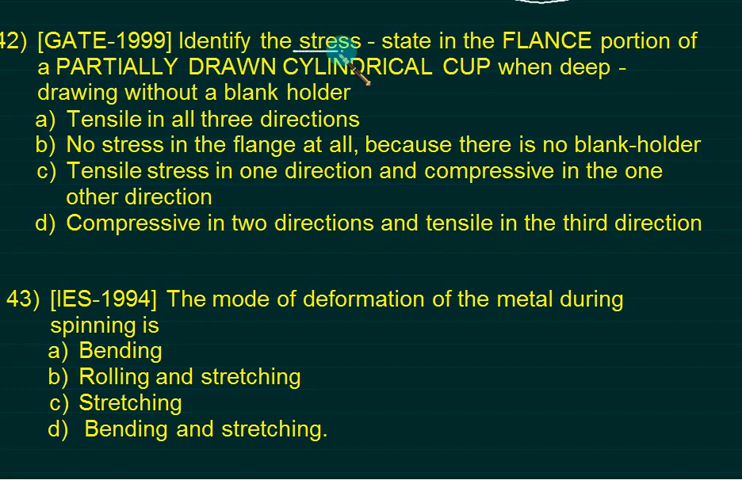 42) [GATE-1999] Identify the stress - state in the FLANCE portion of
a PARTIALLY DRAWN CYLINDRICAL CUP when deep -
drawing without a blank holder
a) Tensile in all three directions
b) No stress in the flange at all, because there is no blank-holder
c) Tensile stress in one direction and compressive in the one
other direction
d) Compressive in two directions and tensile in the third direction
43) [IES-1994] The mode of deformation of the metal during
spinning is
a) Bending
b) Rolling and stretching
c) Stretching
d) Bending and stretching.